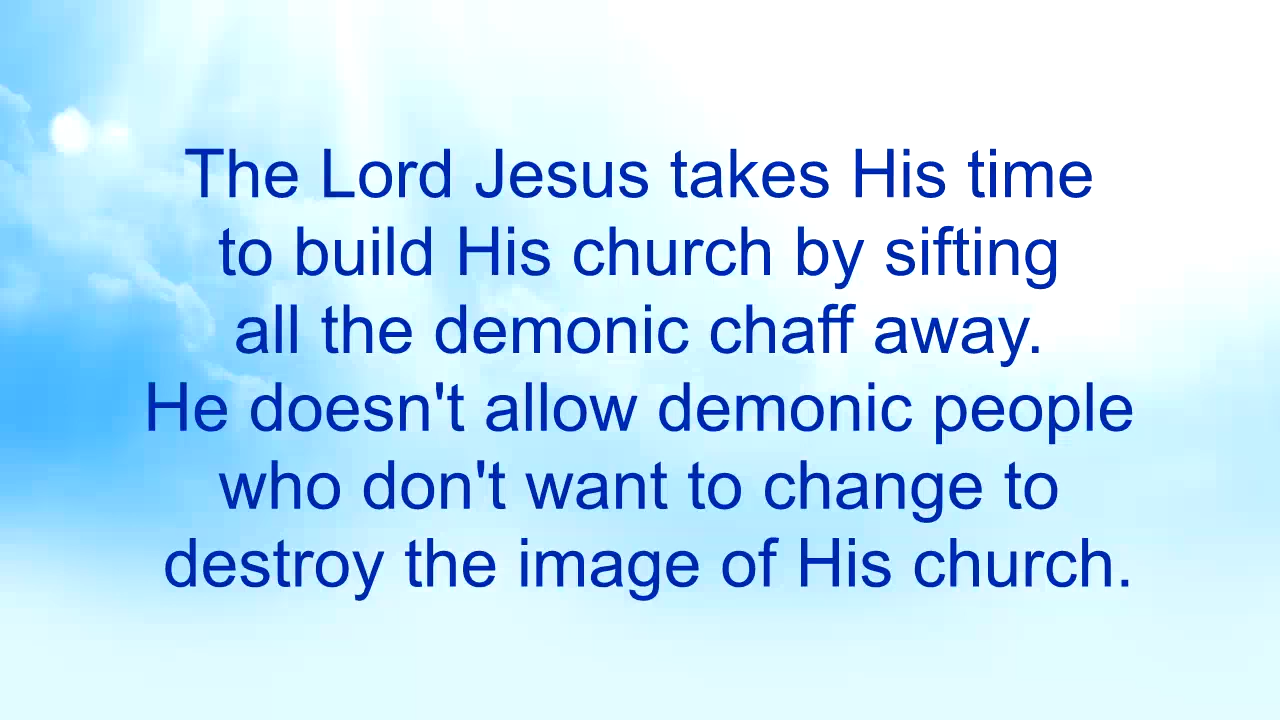 The Lord Jesus takes His time
to build His church by sifting
all the demonic chaff away.
He doesn't allow demonic people
who don't want to change to
destroy the image of His church.